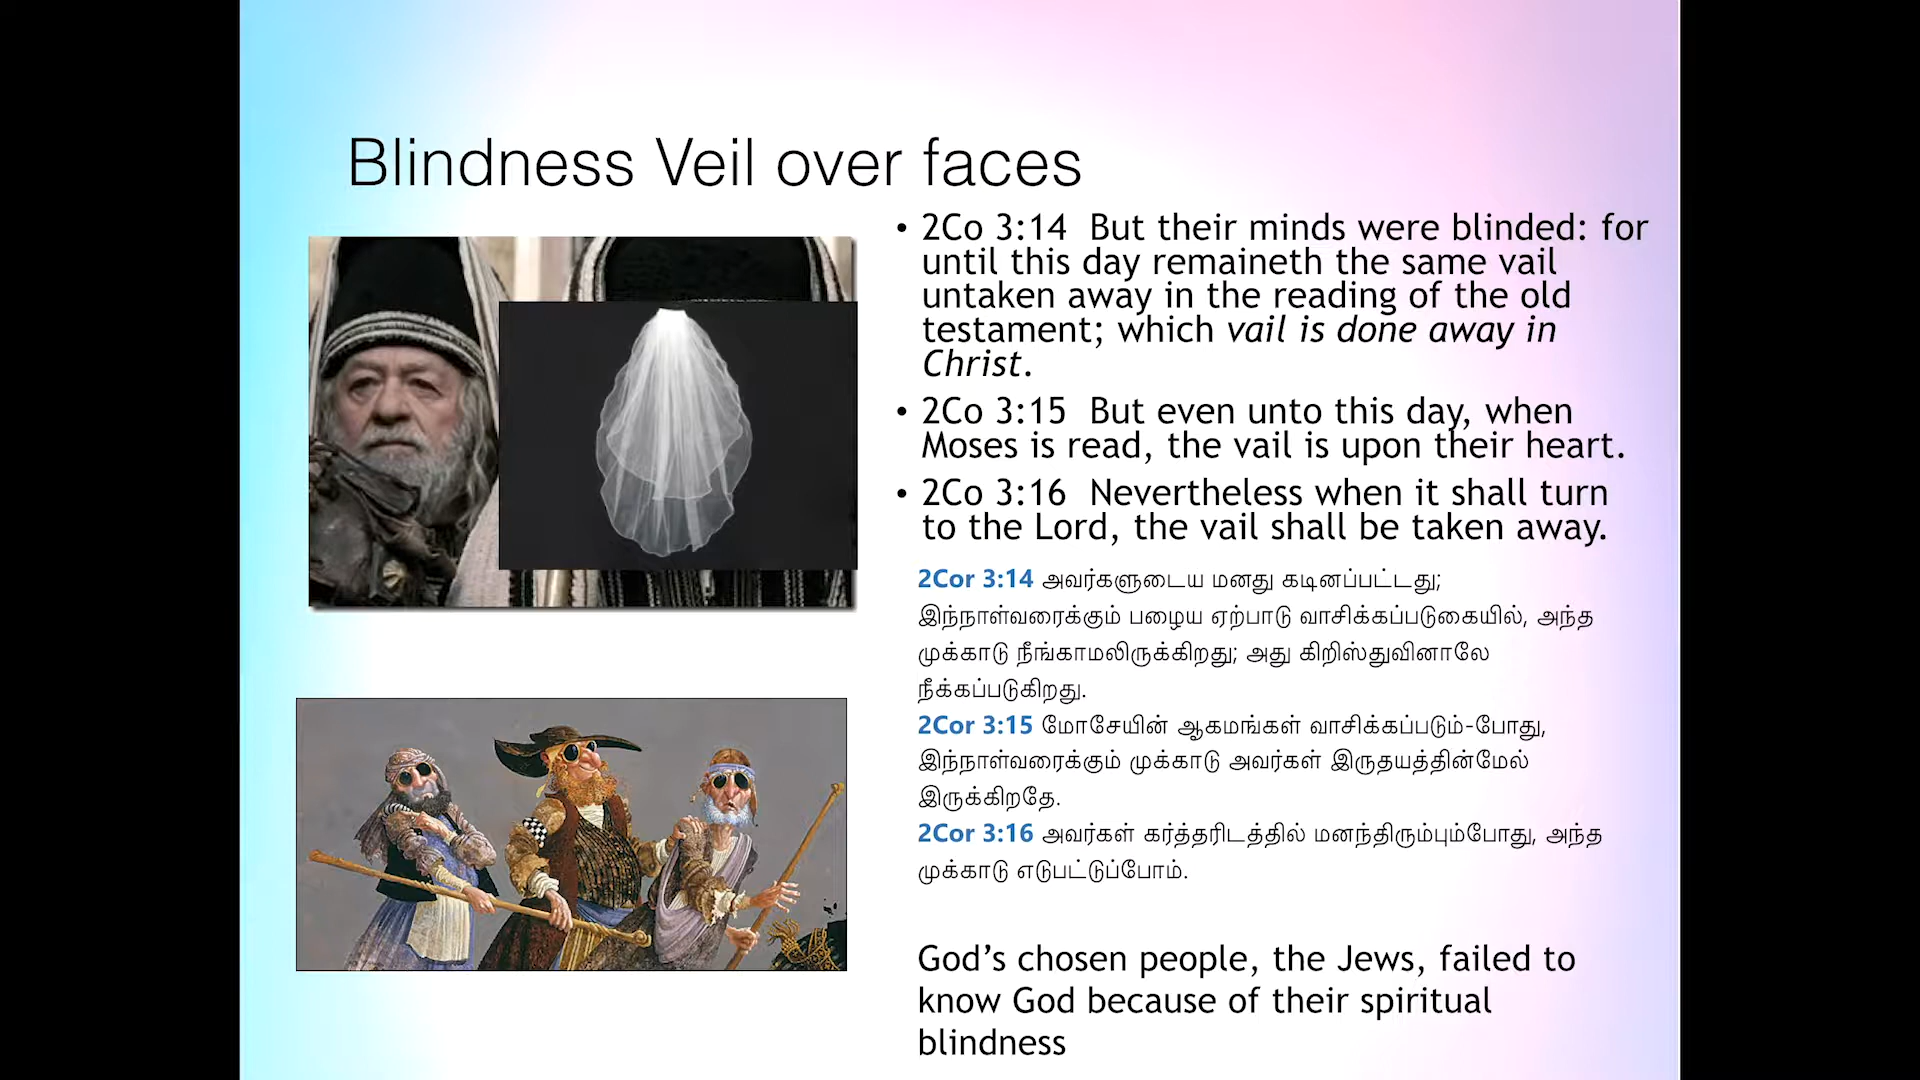 Blindness Veil over faces
• 2Co 3:14  But their minds were blinded: for
until this day remaineth the same vail
untaken away in the reading of the old
testament; which vail is done away in
Christ.
• 2Co 3:15  But even unto this day, when
Moses is read, the vail is upon their heart.
• 2Co 3:16  Nevertheless when it shall turn
to the Lord, the vail shall be taken away.
2Cor 3:14 அவர்களுடைய மனது கடினப்பட்டது;
இந்நாள்வரைக்கும் பழைய ஏற்பாடு வாசிக்கப்படுகையில், அந்த
முக்காடு நீங்காமலிருக்கிறது; அது கிறிஸ்துவினாலே
நீக்கப்படுகிறது.
2Cor 3:15 மோசேயின் ஆகமங்கள் வாசிக்கப்படும்-போது,
இந்நாள்வரைக்கும் முக்காடு அவர்கள் இருதயத்தின்மேல்
இருக்கிறதே.
2Cor 3:16 அவர்கள் கர்த்தரிடத்தில் மனந்திரும்பும்போது, அந்த
முக்காடு எடுபட்டுப்போம்.
God’s chosen people, the Jews, failed to
know God because of their spiritual
blindness